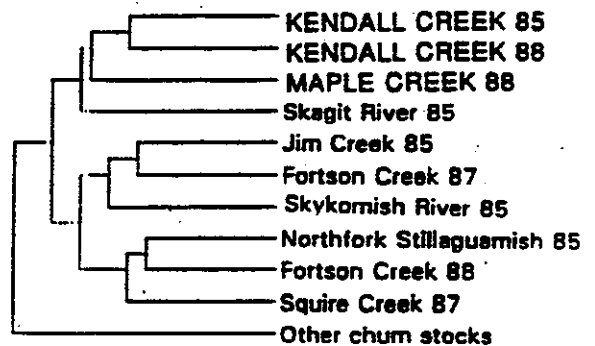 KENDALL CREEK 85
KENDALL CREEK 88
MAPLE CREEK 88
Skagit River 85
Jim Creek 85
Fortson Creek 87
Skykomish River 85
Northfork Stillaguamish 85
Fortson Creek 88
Squire Creek 87
Other chum stocks